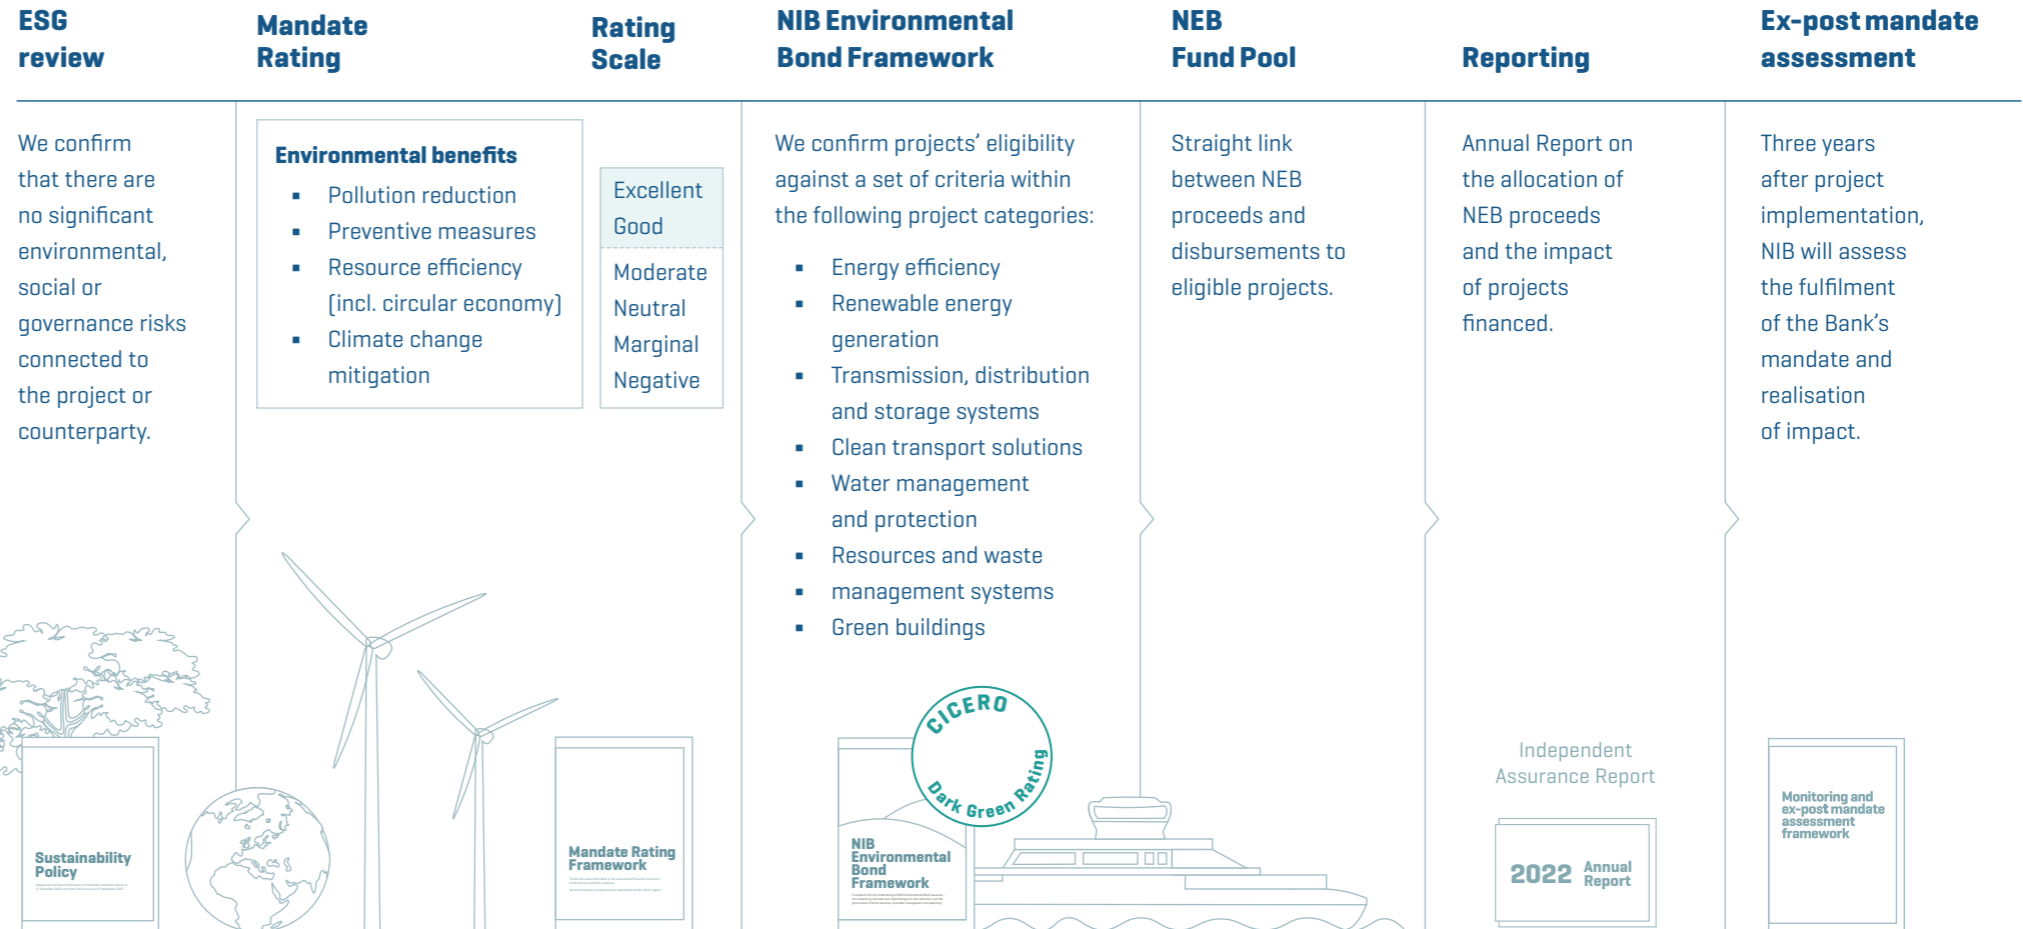 ESG
review
Mandate
Rating
Rating
Scale
NIB Environmental
Bond Framework
NEB
Fund Pool
Reporting
Ex-post mandate
assessment
We confirm
that there are
no significant
environmental,
social or
governance risks
connected to
the project or
counterparty.
Environmental benefits
▪ Pollution reduction
▪ Preventive measures
▪ Resource efficiency
(incl. circular economy)
▪ Climate change
mitigation
Excellent
Good
Moderate
Neutral
Marginal
Negative
We confirm projects’ eligibility
against a set of criteria within
the following project categories:
▪ Energy efficiency
▪ Renewable energy
generation
▪ Transmission, distribution
and storage systems
▪ Clean transport solutions
▪ Water management
and protection
▪ Resources and waste
▪ management systems
▪ Green buildings
Straight link
between NEB
proceeds and
disbursements to
eligible projects.
Annual Report on
the allocation of
NEB proceeds
and the impact
of projects
financed.
Three years
after project
implementation,
NIB will assess
the fulfilment
of the Bank’s
mandate and
realisation
of impact.
Sustainability
Policy
Mandate Rating
Framework
CICERO
Dark Green Rating
NIB
Environmental
Bond
Framework
Independent
Assurance Report
2022 Annual
Report
Monitoring and
ex-post mandate
assessment
framework